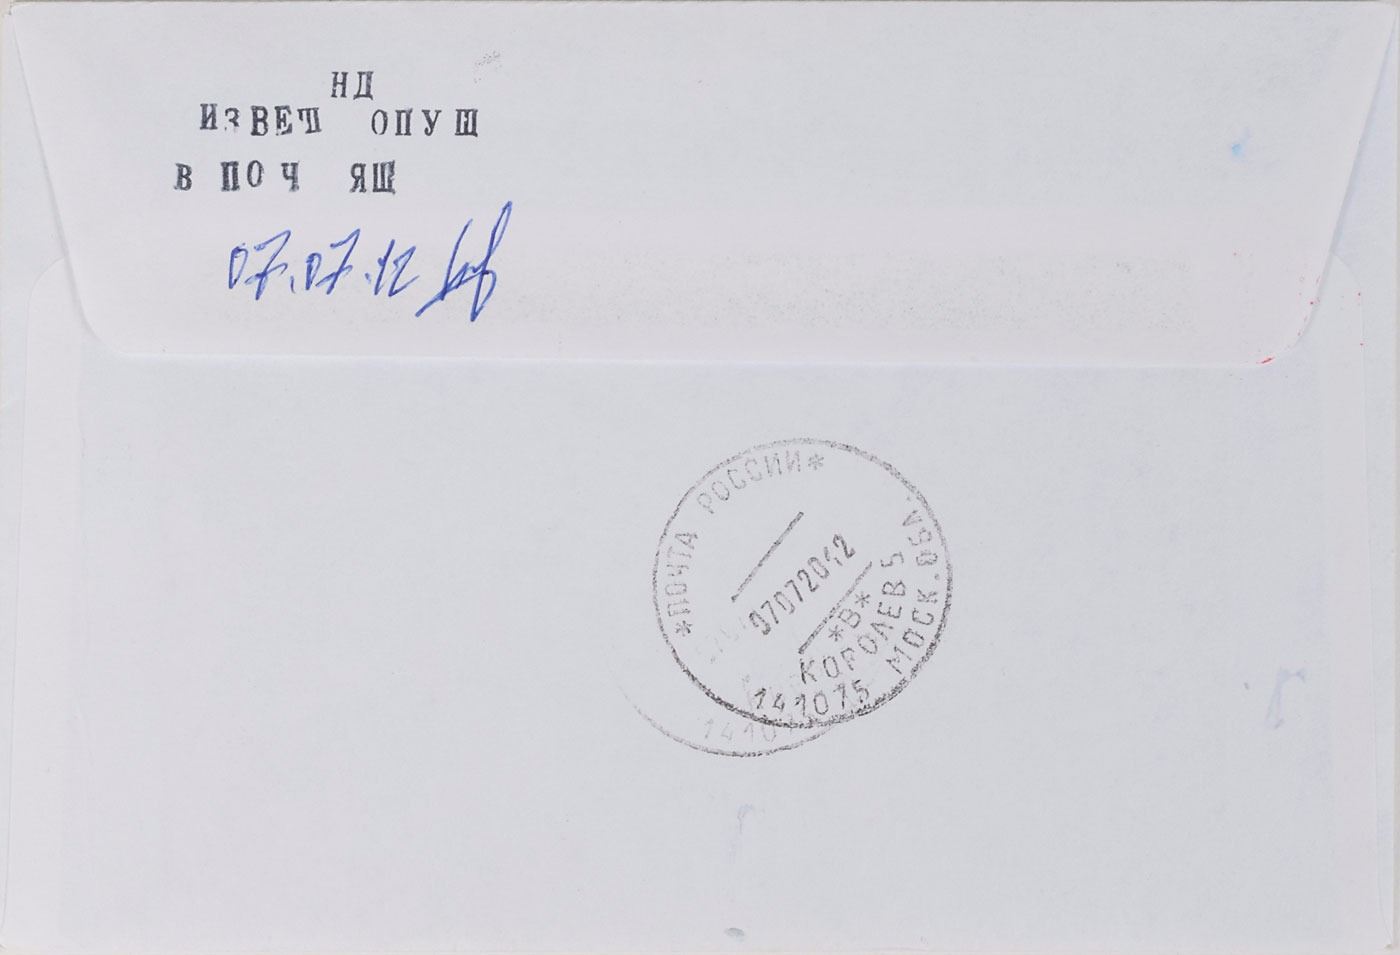 НД
ИЗВЕЩ ОПУЩ
В ПОЧ ЯЩ
07.07.12
*ПОЧТА РОССИИ*
07072012
*В*
КОРОЛЕВ 5
141075 МОСК. ОБЛ.